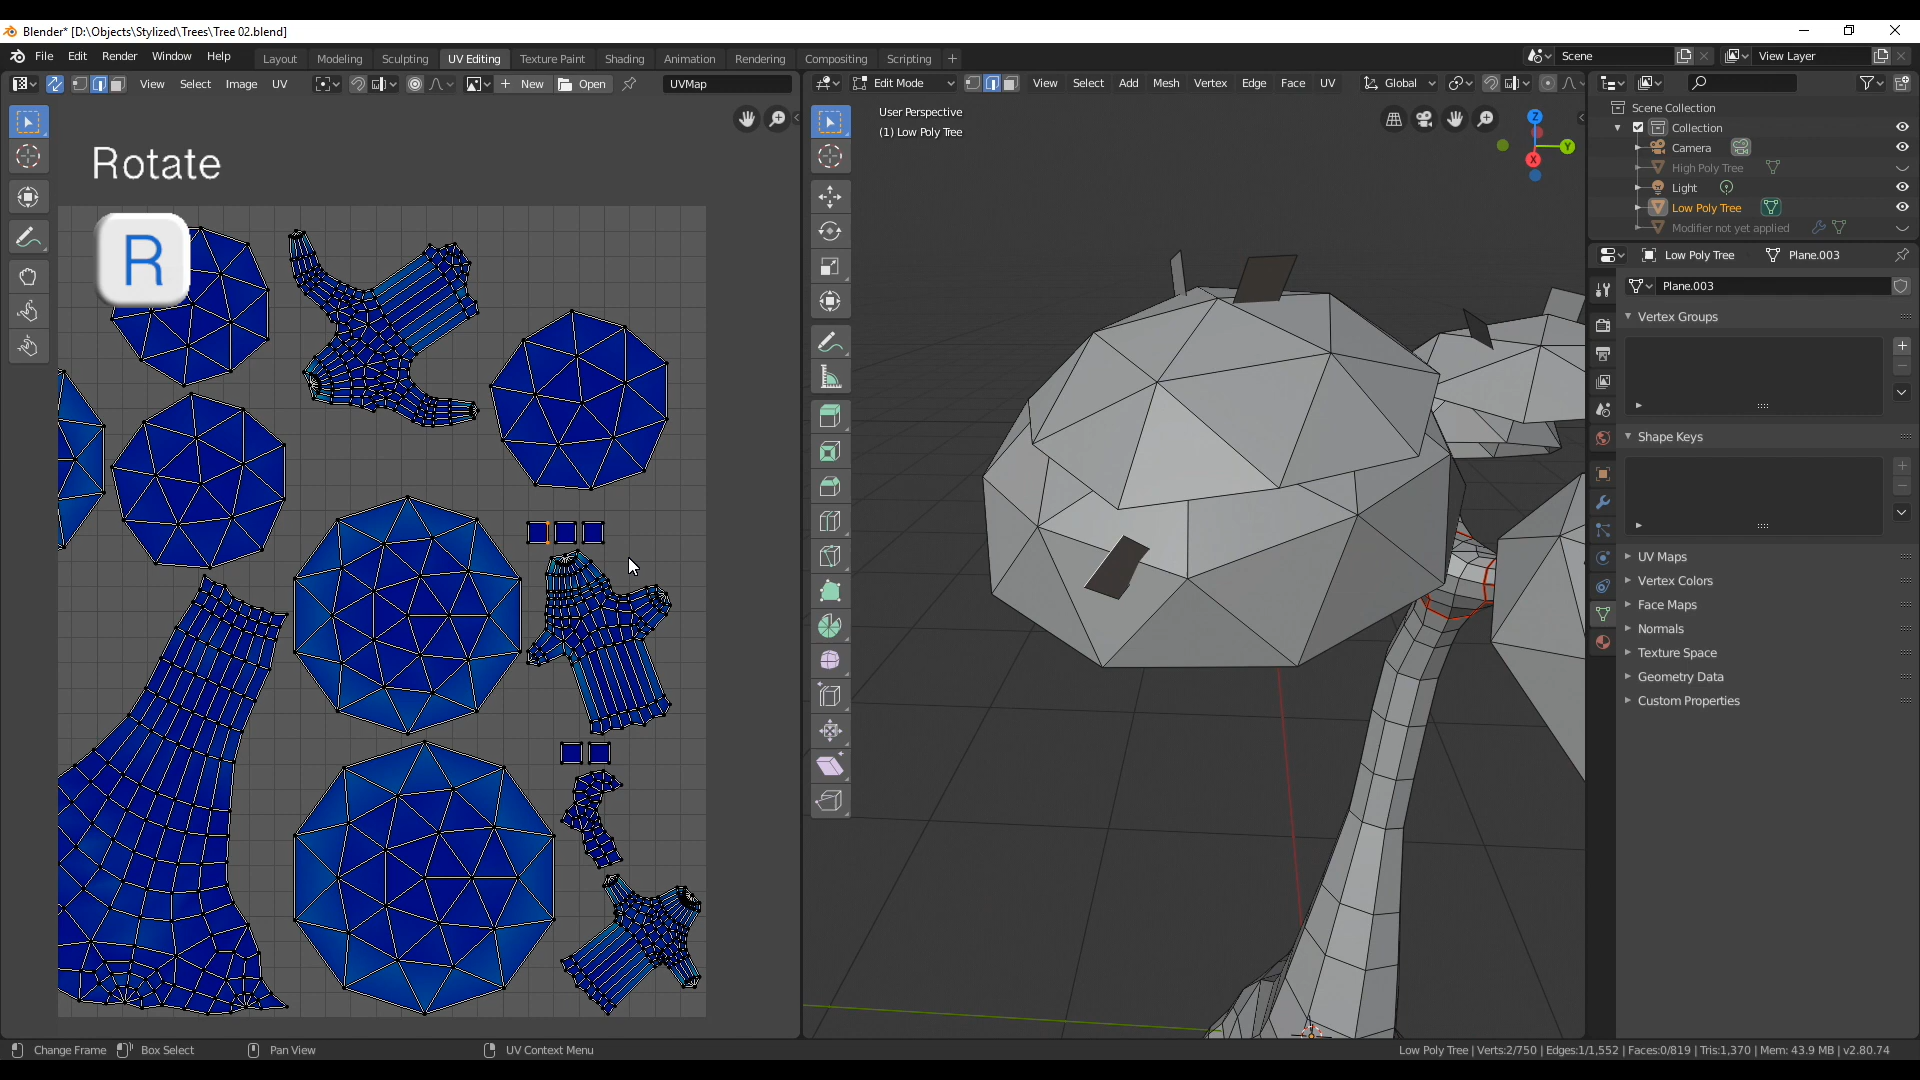 Blender* [D:\Objects\Stylized\Trees\Tree 02.blend]
File Edit Render Window Help Layout Modeling Sculpting UV Editing Texture Paint Shading Animation Rendering Compositing Scripting + Scene View Layer
View Select Image UV + New Open UVMap Edit Mode View Select Add Mesh Vertex Edge Face UV Global
User Perspective
(1) Low Poly Tree
Rotate
R
Z
Y
X
Scene Collection
Collection
Camera
High Poly Tree
Light
Low Poly Tree
Modifier not yet applied
Low Poly Tree Plane.003
Plane.003
Vertex Groups
Shape Keys
UV Maps
Vertex Colors
Face Maps
Normals
Texture Space
Geometry Data
Custom Properties
Change Frame Box Select Pan View UV Context Menu Low Poly Tree | Verts:2/750 | Edges:1/1,552 | Faces:0/819 | Tris:1,370 | Mem: 43.9 MB | v2.80.74